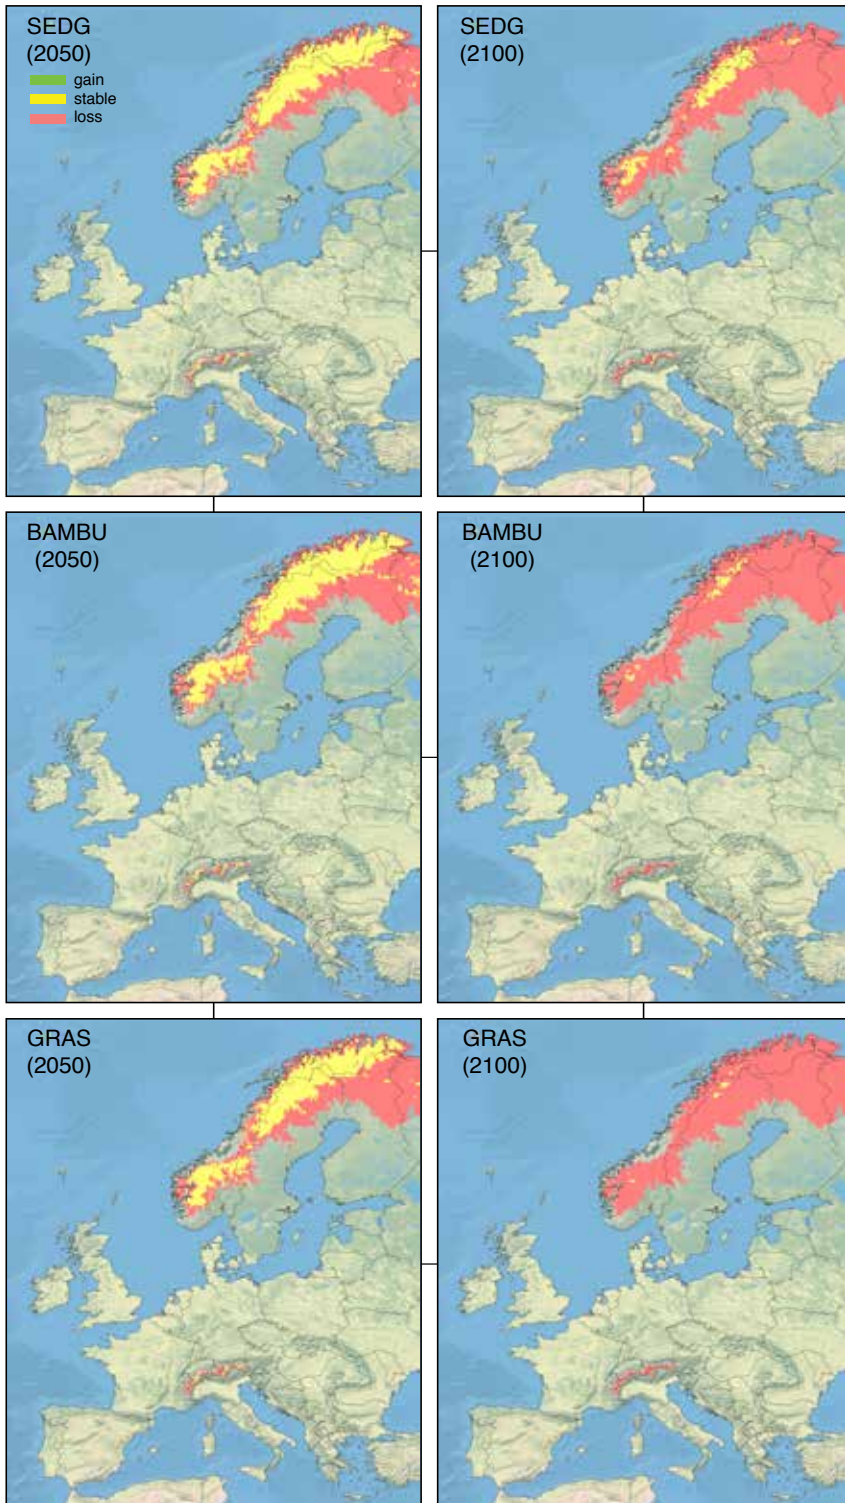 SEDG
(2050)
gain
stable
loss
SEDG
(2100)
BAMBU
(2050)
BAMBU
(2100)
GRAS
(2050)
GRAS
(2100)